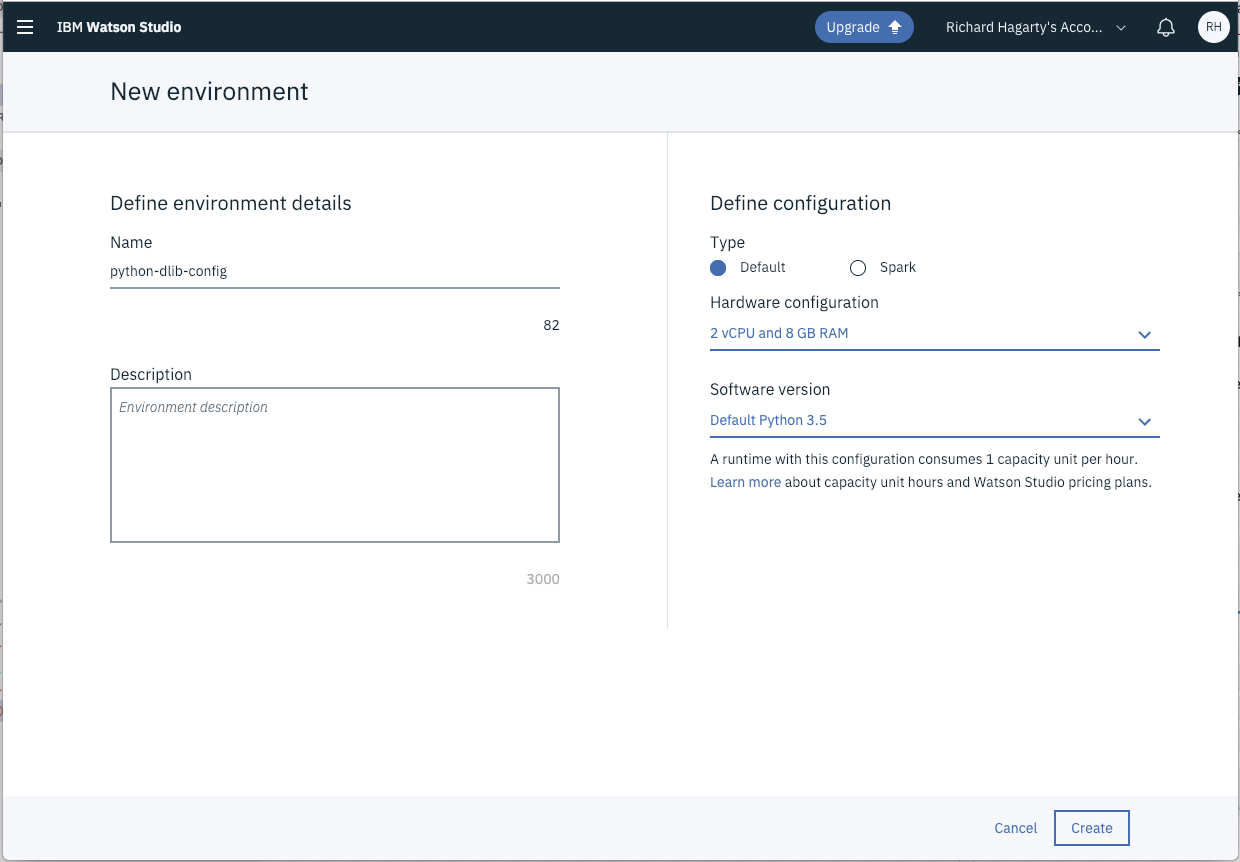 IBM Watson Studio
Upgrade
Richard Hagarty's Acco...
RH
New environment
Define environment details
Name
python-dlib-config
82
Description
Environment description
3000
Define configuration
Type
Default
Spark
Hardware configuration
2 vCPU and 8 GB RAM
Software version
Default Python 3.5
A runtime with this configuration consumes 1 capacity unit per hour.
Learn more about capacity unit hours and Watson Studio pricing plans.
Cancel
Create